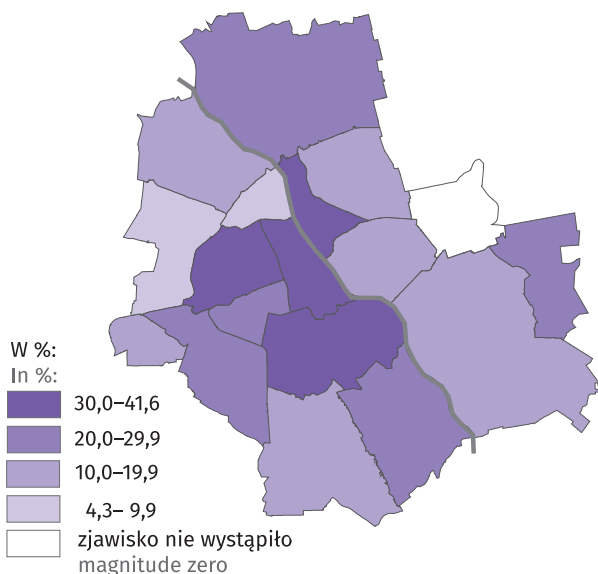 W %:
In %:
30,0–41,6
20,0–29,9
10,0–19,9
4,3– 9,9
zjawisko nie wystąpiło
magnitude zero